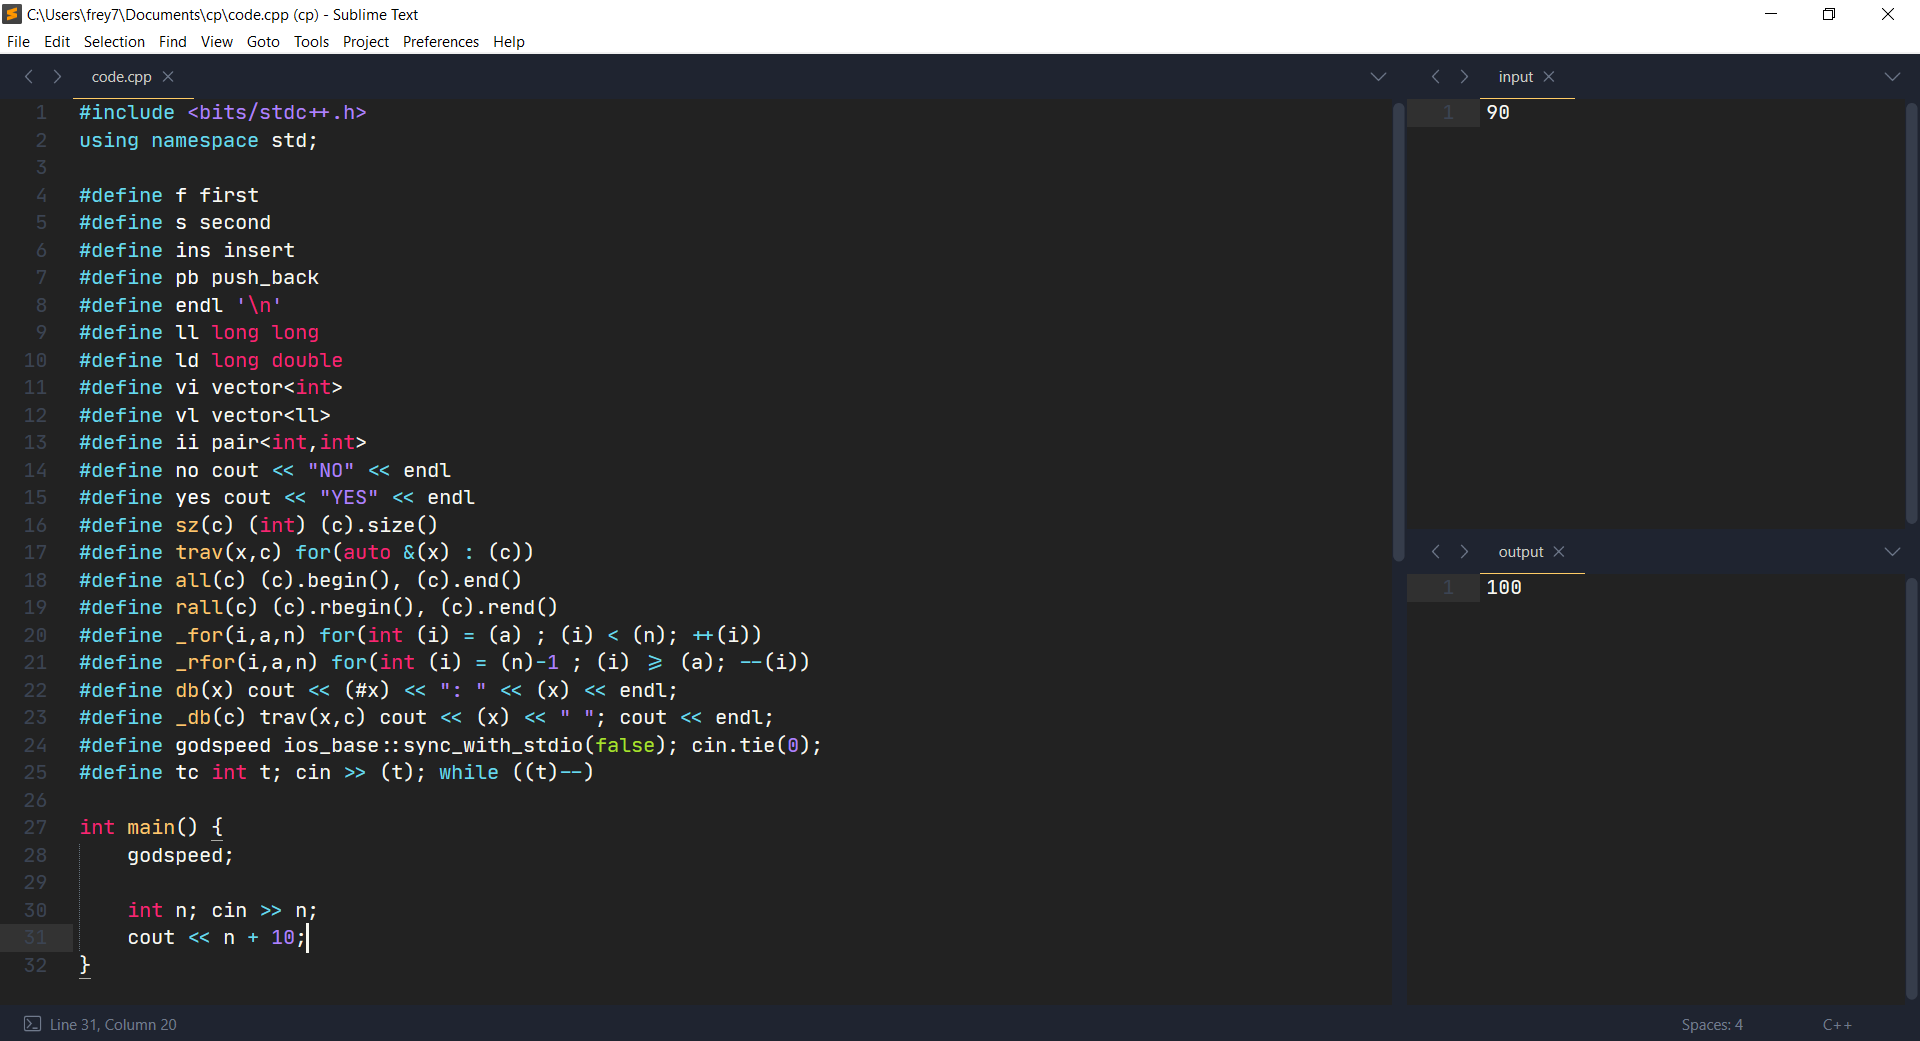 C:\Users\frey7\Documents\cp\code.cpp (cp) - Sublime Text
File Edit Selection Find View Goto Tools Project Preferences Help
code.cpp
1 #include <bits/stdc++.h>
2 using namespace std;
3
4 #define f first
5 #define s second
6 #define ins insert
7 #define pb push_back
8 #define endl '\n'
9 #define ll long long
10 #define ld long double
11 #define vi vector<int>
12 #define vl vector<ll>
13 #define ii pair<int,int>
14 #define no cout << "NO" << endl
15 #define yes cout << "YES" << endl
16 #define sz(c) (int) (c).size()
17 #define trav(x,c) for(auto &(x) : (c))
18 #define all(c) (c).begin(), (c).end()
19 #define rall(c) (c).rbegin(), (c).rend()
20 #define _for(i,a,n) for(int (i) = (a) ; (i) < (n); ++(i))
21 #define _rfor(i,a,n) for(int (i) = (n)-1 ; (i) >= (a); --(i))
22 #define db(x) cout << (#x) << ": " << (x) << endl;
23 #define _db(c) trav(x,c) cout << (x) << " "; cout << endl;
24 #define godspeed ios_base::sync_with_stdio(false); cin.tie(0);
25 #define tc int t; cin >> (t); while ((t)--)
26
27 int main() {
28 godspeed;
29
30 int n; cin >> n;
31 cout << n + 10;
32 }
input
1 90
output
1 100
Line 31, Column 20
Spaces: 4
C++